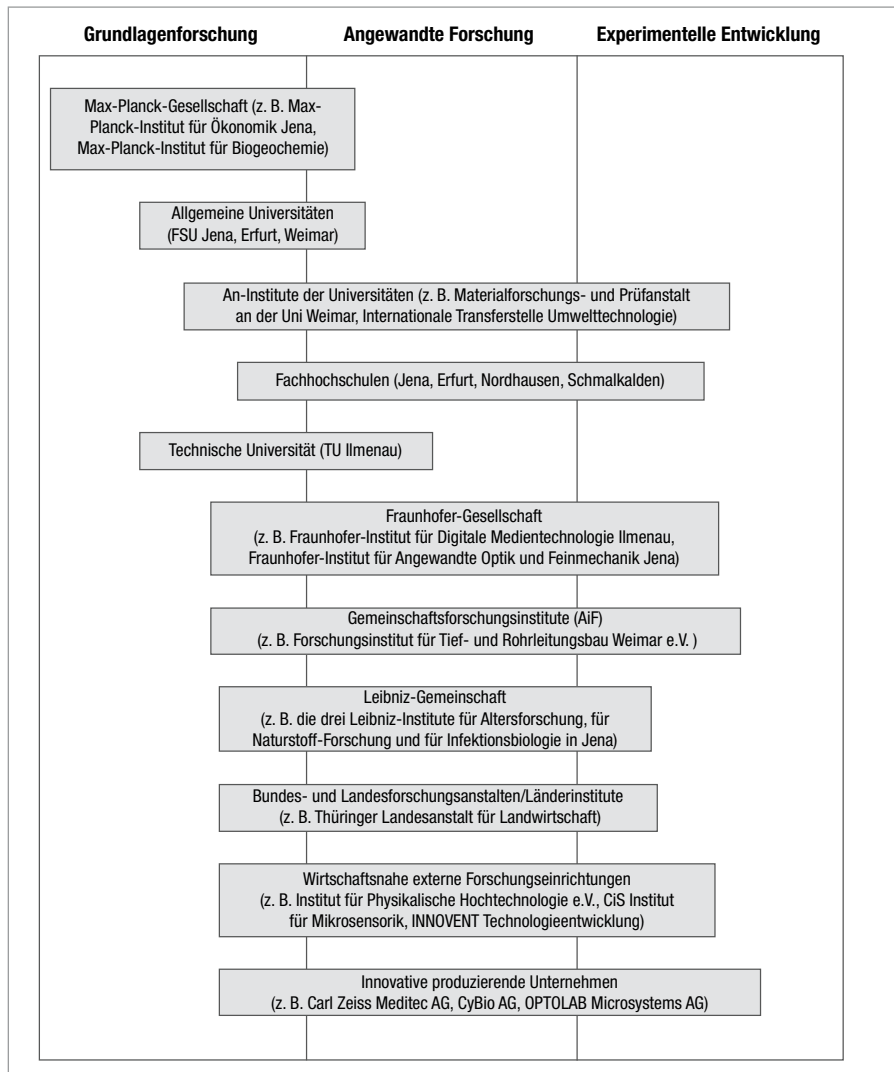 Grundlagenforschung Angewandte Forschung Experimentelle Entwicklung
Max-Planck-Gesellschaft (z. B. Max-
Planck-Institut für Ökonomik Jena,
Max-Planck-Institut für Biogeochemie)
Allgemeine Universitäten
(FSU Jena, Erfurt, Weimar)
An-Institute der Universitäten (z. B. Materialforschungs- und Prüfanstalt
an der Uni Weimar, Internationale Transferstelle Umwelttechnologie)
Fachhochschulen (Jena, Erfurt, Nordhausen, Schmalkalden)
Technische Universität (TU Ilmenau)
Fraunhofer-Gesellschaft
(z. B. Fraunhofer-Institut für Digitale Medientechnologie Ilmenau,
Fraunhofer-Institut für Angewandte Optik und Feinmechanik Jena)
Gemeinschaftsforschungsinstitute (AiF)
(z. B. Forschungsinstitut für Tief- und Rohrleitungsbau Weimar e.V. )
Leibniz-Gemeinschaft
(z. B. die drei Leibniz-Institute für Altersforschung, für
Naturstoff-Forschung und für Infektionsbiologie in Jena)
Bundes- und Landesforschungsanstalten/Länderinstitute
(z. B. Thüringer Landesanstalt für Landwirtschaft)
Wirtschaftsnahe externe Forschungseinrichtungen
(z. B. Institut für Physikalische Hochtechnologie e.V., CiS Institut
für Mikrosensorik, INNOVENT Technologieentwicklung)
Innovative produzierende Unternehmen
(z. B. Carl Zeiss Meditec AG, CyBio AG, OPTOLAB Microsystems AG)